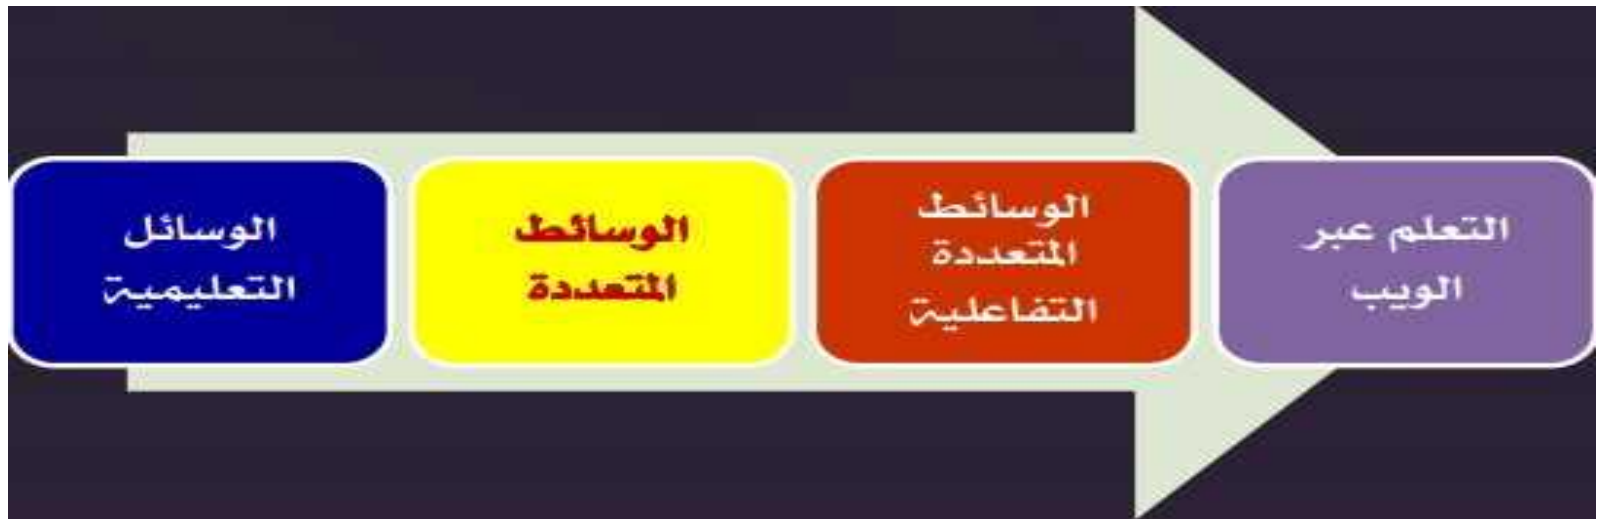 الوسائل
التعليمية
الوسائط
المتعددة
الوسائط
المتعددة
التفاعلية
التعلم عبر
الويب